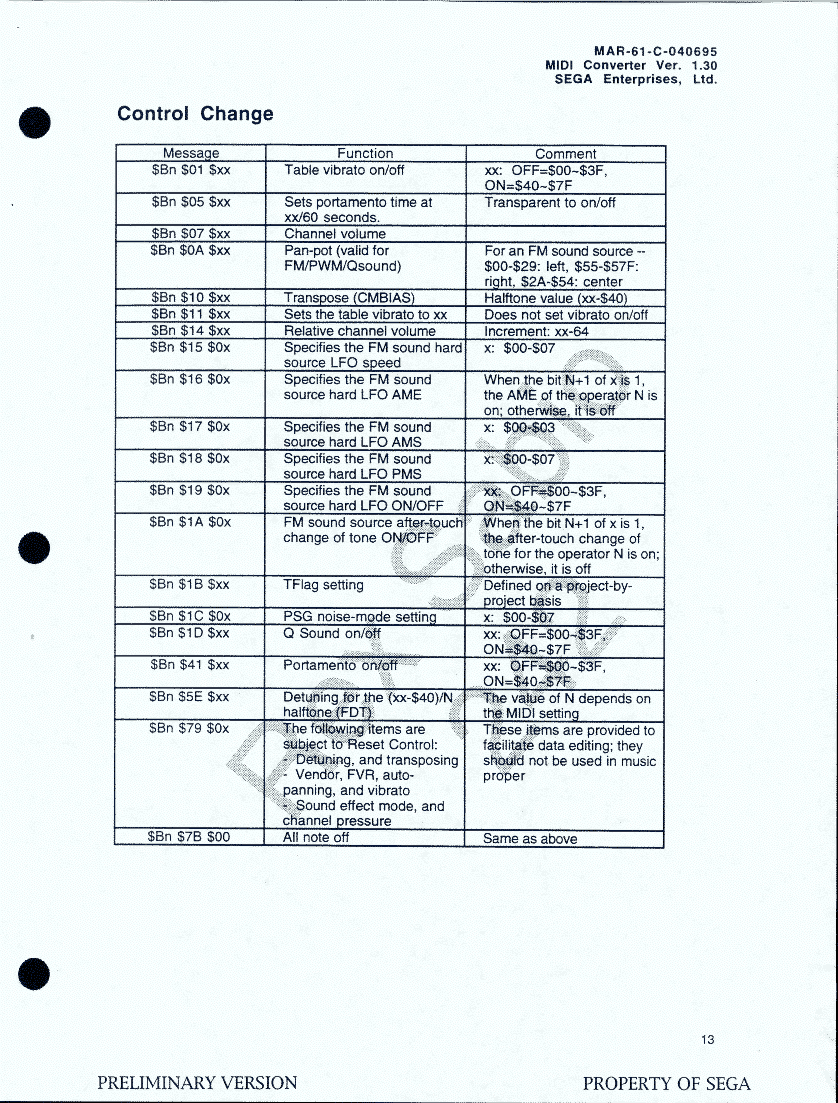 MAR-61-C-040695
MIDI Converter Ver. 1.30
SEGA Enterprises, Ltd.
Control Change
Message Function Comment
$Bn $01 $xx Table vibrato on/off xx: OFF=$00~$3F,
ON=$40~$7F
$Bn $05 $xx Sets portamento time at Transparent to on/off
xx/60 seconds.
$Bn $07 $xx Channel volume
$Bn $0A $xx Pan-pot (valid for For an FM sound source --
FM/PWM/Qsound) $00-$29: left, $55-$57F:
right, $2A-$54: center
$Bn $10 $xx Transpose (CMBIAS) Halftone value (xx-$40)
$Bn $11 $xx Sets the table vibrato to xx Does not set vibrato on/off
$Bn $14 $xx Relative channel volume Increment: xx-64
$Bn $15 $0x Specifies the FM sound hard x: $00-$07
source LFO speed
$Bn $16 $0x Specifies the FM sound When the bit N+1 of x is 1,
source hard LFO AME the AME of the operator N is
on; otherwise, it is off
$Bn $17 $0x Specifies the FM sound x: $00-$03
source hard LFO AMS
$Bn $18 $0x Specifies the FM sound x: $00-$07
source hard LFO PMS
$Bn $19 $0x Specifies the FM sound xx: OFF=$00~$3F,
source hard LFO ON/OFF ON=$40~$7F
$Bn $1A $0x FM sound source after-touch When the bit N+1 of x is 1,
change of tone ON/OFF the after-touch change of
tone for the operator N is on;
otherwise, it is off
$Bn $1B $xx TFlag setting Defined on a project-by-
project basis
$Bn $1C $0x PSG noise-mode setting x: $00-$07
$Bn $1D $xx Q Sound on/off xx: OFF=$00~$3F,
ON=$40~$7F
$Bn $41 $xx Portamento on/off xx: OFF=$00~$3F,
ON=$40~$7F
$Bn $5E $xx Detuning for the (xx-$40)/N The value of N depends on
halftone (FDT) the MIDI setting
$Bn $79 $0x The following items are These items are provided to
subject to Reset Control: facilitate data editing; they
- Detuning, and transposing should not be used in music
- Vendor, FVR, auto- proper
panning, and vibrato
- Sound effect mode, and
channel pressure
$Bn $7B $00 All note off Same as above
Rex Sabio
13
PRELIMINARY VERSION PROPERTY OF SEGA